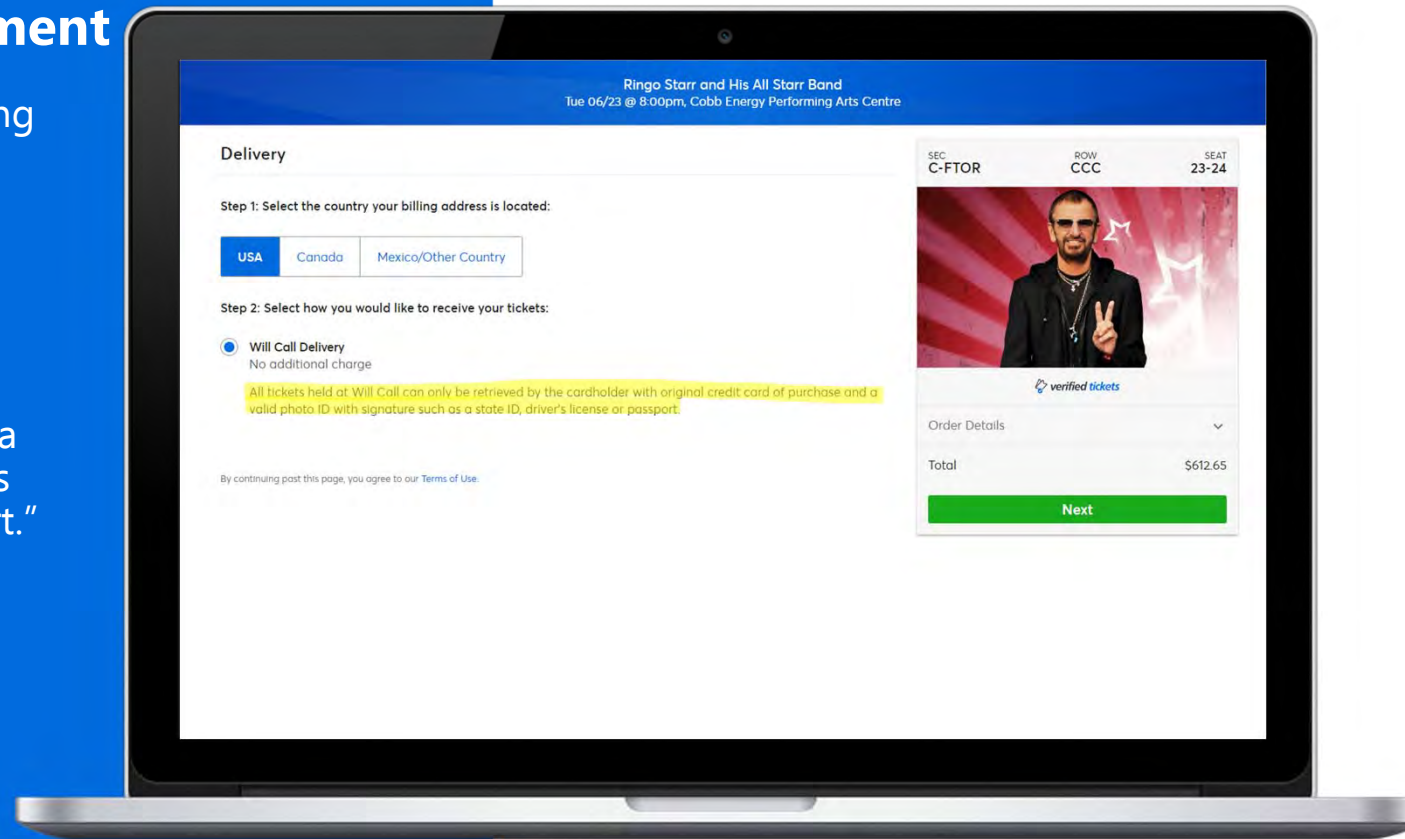 ment
ng
a
s
t."
Ringo Starr and His All Starr Band
Tue 06/23 @ 8:00pm, Cobb Energy Performing Arts Centre
Delivery
Step 1: Select the country your billing address is located:
USA Canada Mexico/Other Country
Step 2: Select how you would like to receive your tickets:
Will Call Delivery
No additional charge
All tickets held at Will Call can only be retrieved by the cardholder with original credit card of purchase and a
valid photo ID with signature such as a state ID, driver's license or passport.
By continuing past this page, you agree to our Terms of Use.
SEC ROW SEAT
C-FTOR CCC 23-24
verified tickets
Order Details
Total $612.65
Next